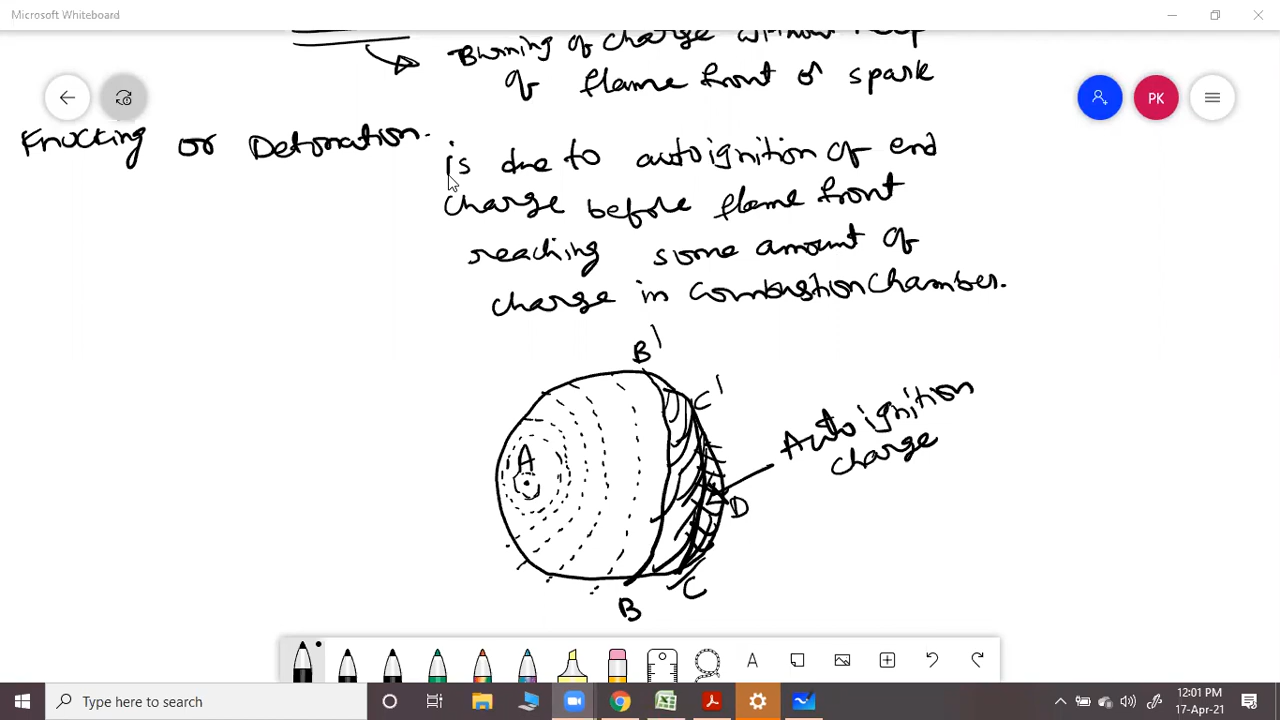 Microsoft Whiteboard
Burning of charge without help
of flame front or spark
PK
Knocking or Detonation.
is due to autoignition of end
charge before flame front
reaching some amount of
charge in Combustion Chamber.
B'
C'
Auto ignition
charge
A
D
C
B
A
Type here to search
12:01 PM
17-Apr-21